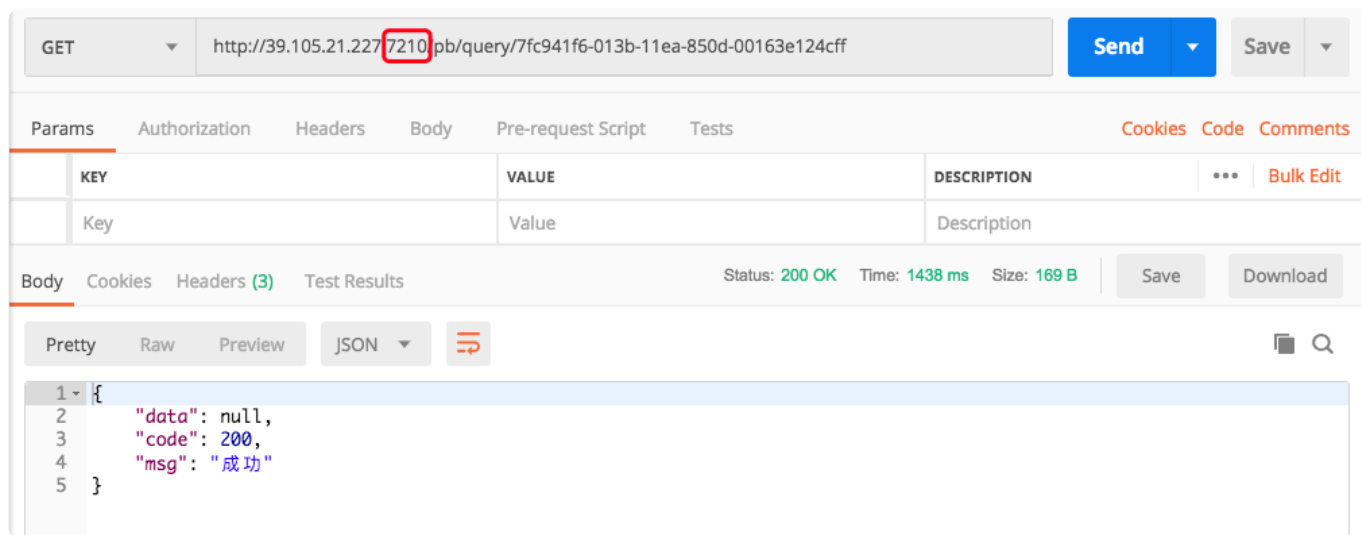 GET http://39.105.21.227:7210/pb/query/7fc941f6-013b-11ea-850d-00163e124cff Send Save
Params Authorization Headers Body Pre-request Script Tests Cookies Code Comments
KEY VALUE DESCRIPTION ••• Bulk Edit
Key Value Description
Body Cookies Headers (3) Test Results Status: 200 OK Time: 1438 ms Size: 169 B Save Download
Pretty Raw Preview JSON
1 {
2 "data": null,
3 "code": 200,
4 "msg": "成功"
5 }